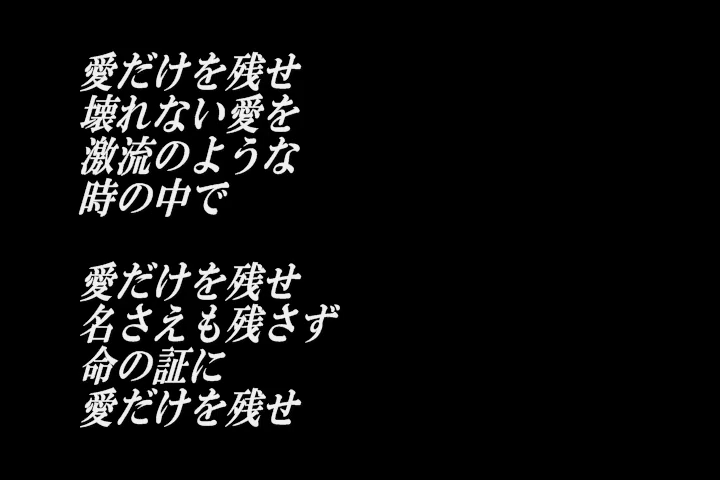 愛だけを残せ
壊れない愛を
激流のような
時の中で
愛だけを残せ
名さえも残さず
命の証に
愛だけを残せ